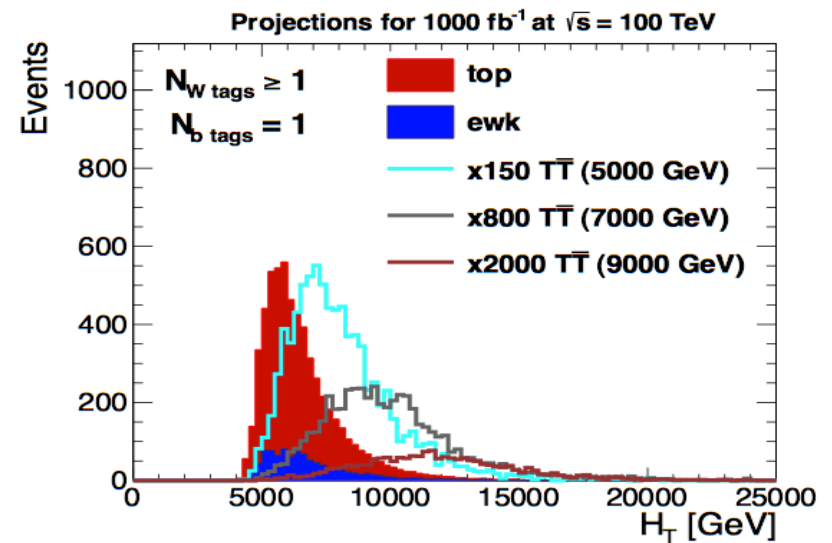 Projections for 1000 fb⁻¹ at √s = 100 TeV
Events
1000
800
600
400
200
0
N_W tags ≥ 1
N_b tags = 1
top
ewk
x150 TT̅ (5000 GeV)
x800 TT̅ (7000 GeV)
x2000 TT̅ (9000 GeV)
0 5000 10000 15000 20000 25000
H_T [GeV]